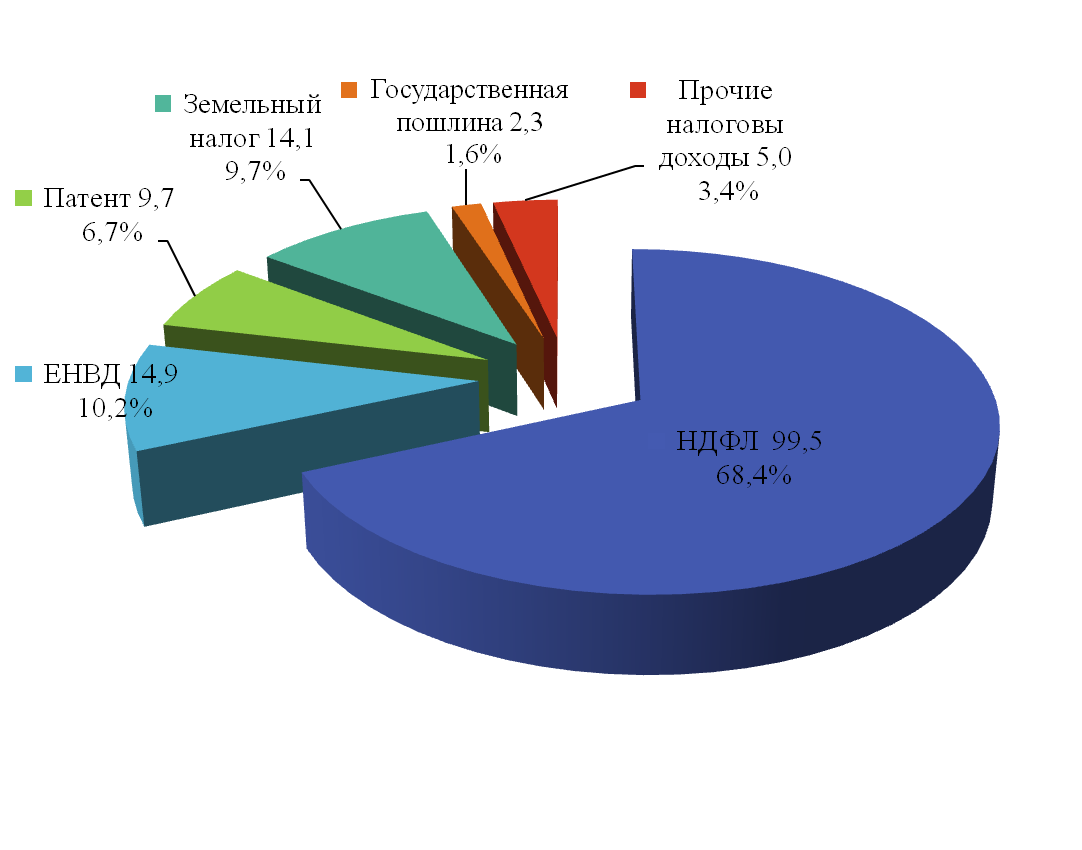 Земельный
налог 14,1
9,7%
Государственная
пошлина 2,3
1,6%
Прочие
налоговы
доходы 5,0
3,4%
Патент 9,7
6,7%
ЕНВД 14,9
10,2%
НДФЛ 99,5
68,4%